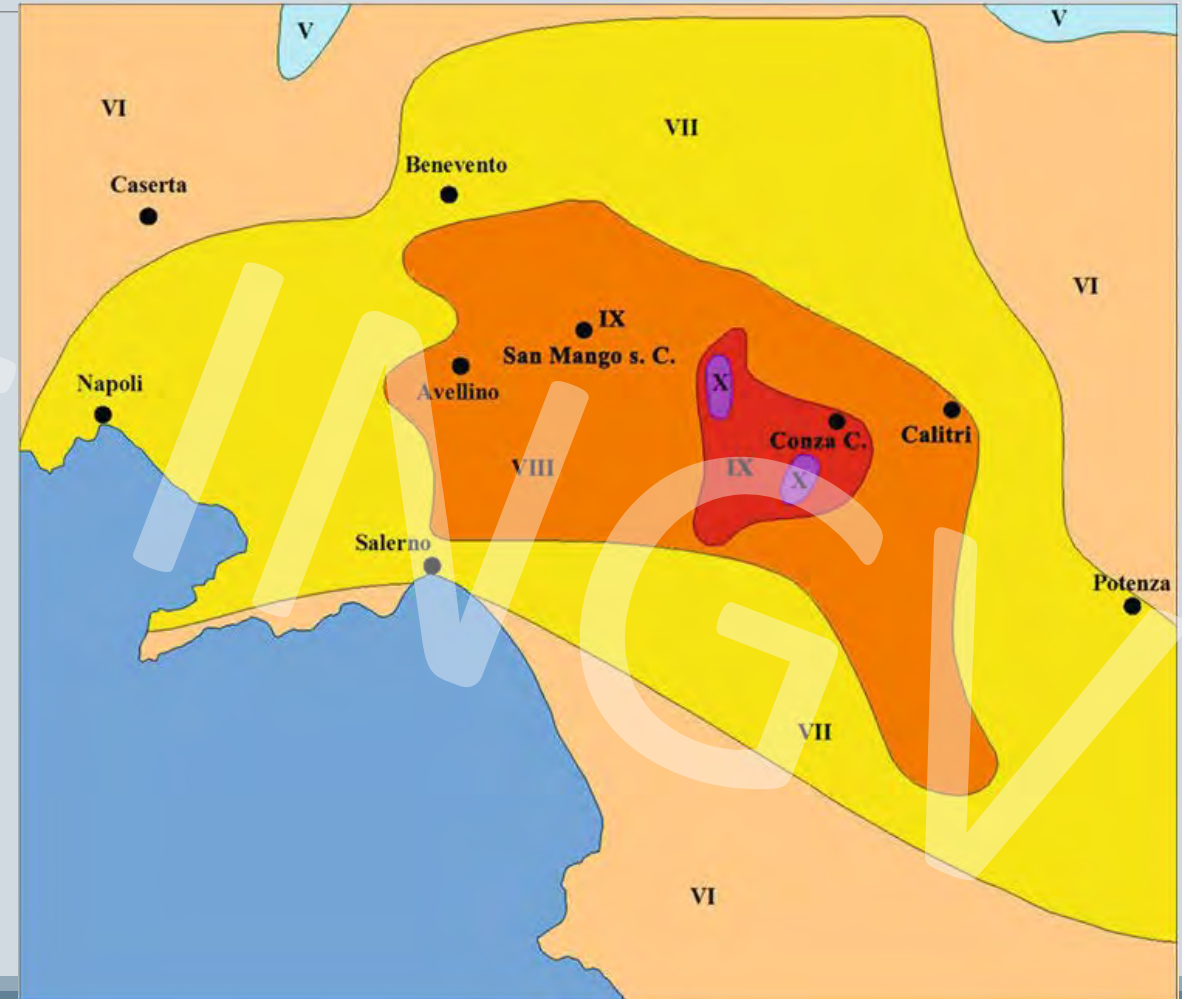 V
V
VI
VII
Benevento
Caserta
VI
IX
San Mango s. C.
Napoli
Avellino
X
Conza C.
Calitri
VIII
IX
X
Salerno
Potenza
VII
VI
INGV